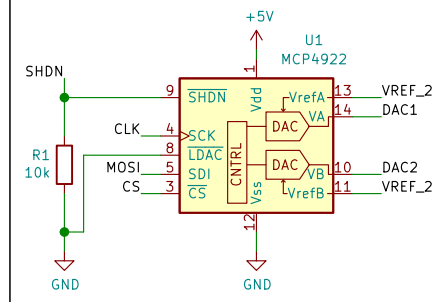 +5V
U1
MCP4922
SHDN
9
SHDN
1
Vdd
VrefA
13
VREF_2
VA
14
DAC1
CLK
4
SCK
DAC
R1
10k
8
LDAC
CNTRL
MOSI
5
SDI
DAC
VB
10
DAC2
CS
3
CS
Vss
VrefB
11
VREF_2
12
GND
GND